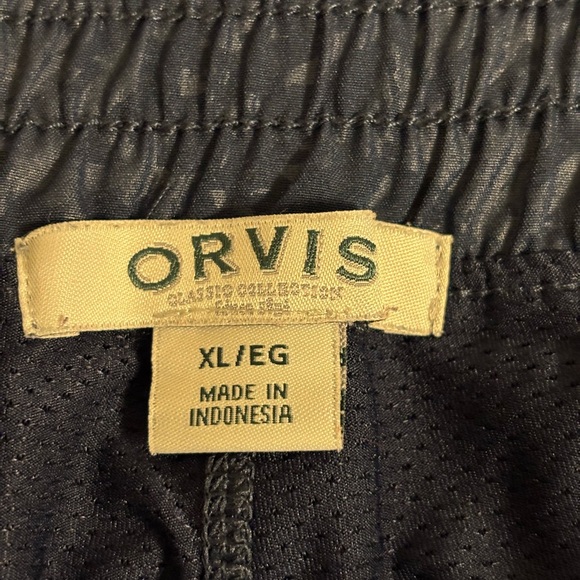 ORVIS
CLASSIC COLLECTION
XL/EG
MADE IN
INDONESIA